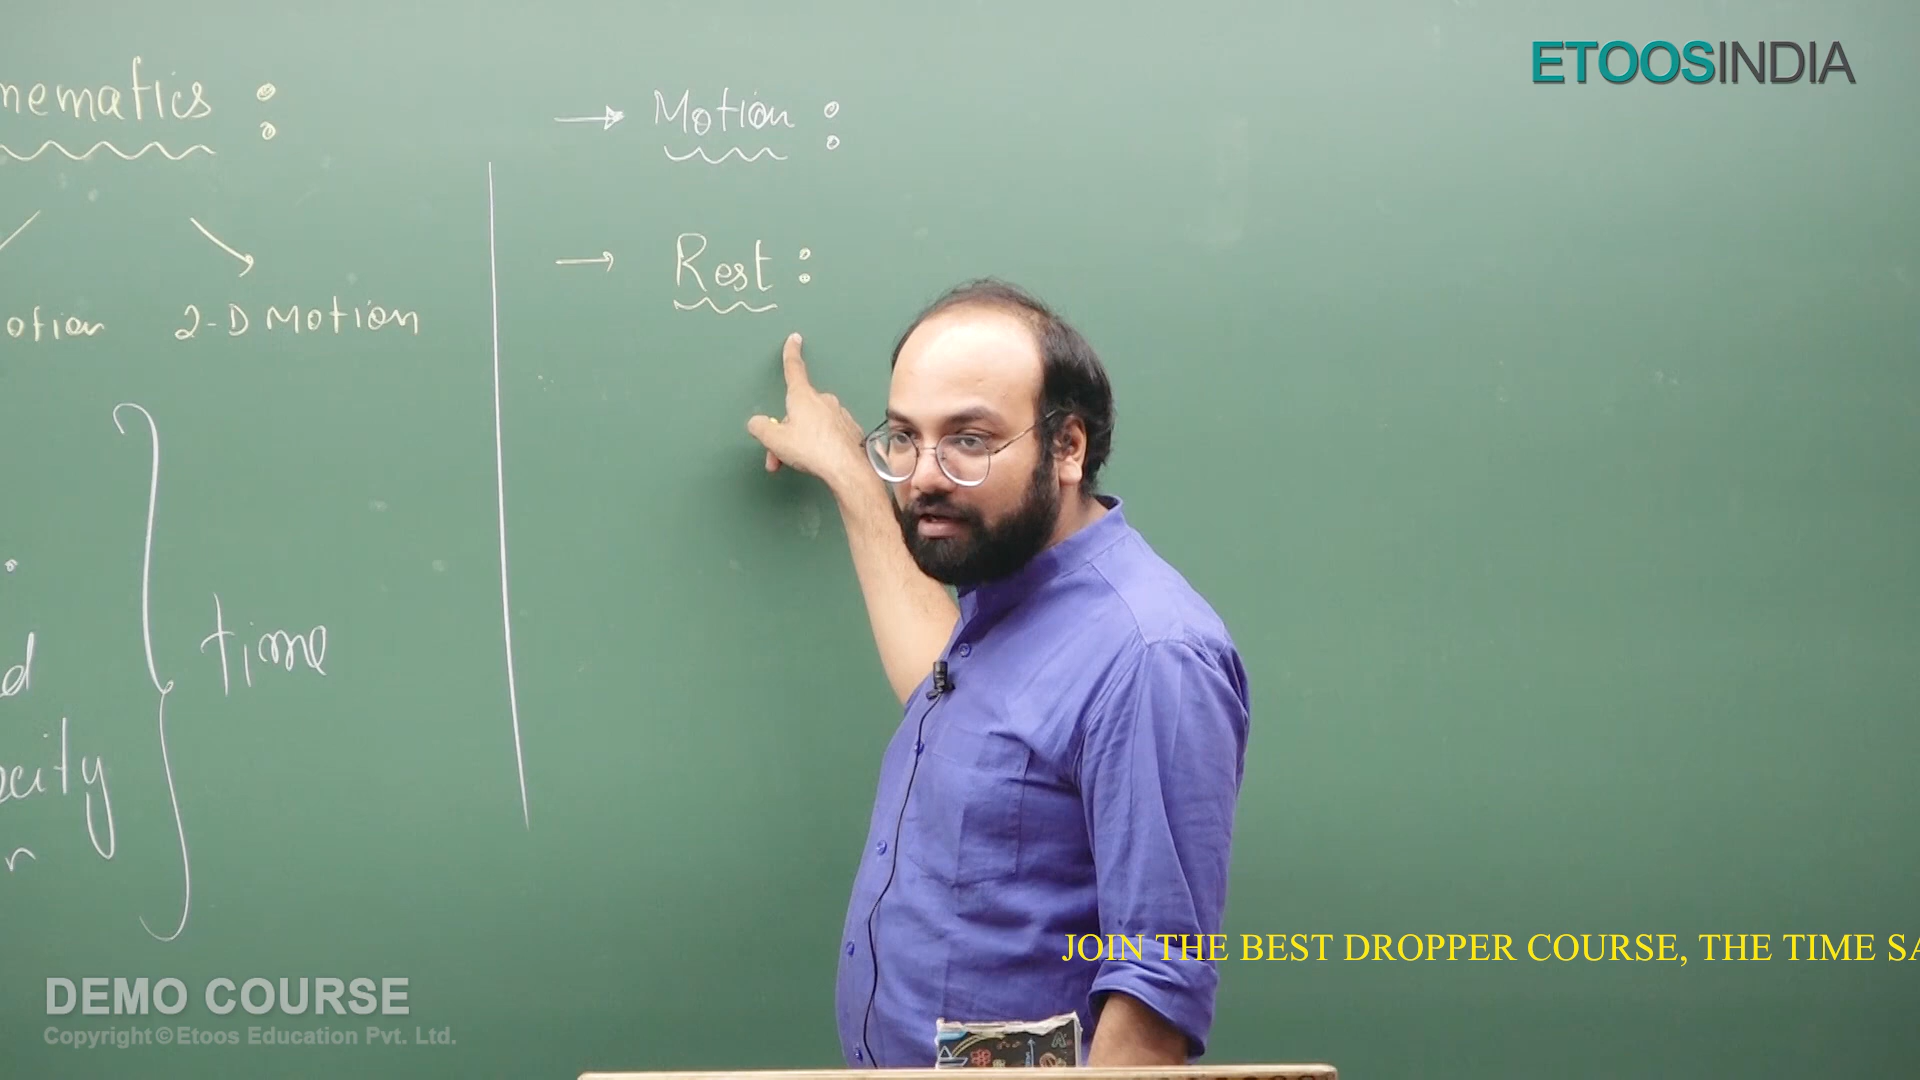 ETOOSINDIA
nematics :
otion 2-D Motion
time
d
ocity
n
→ Motion :
→ Rest :
JOIN THE BEST DROPPER COURSE, THE TIME SA
DEMO COURSE
Copyright © Etoos Education Pvt. Ltd.